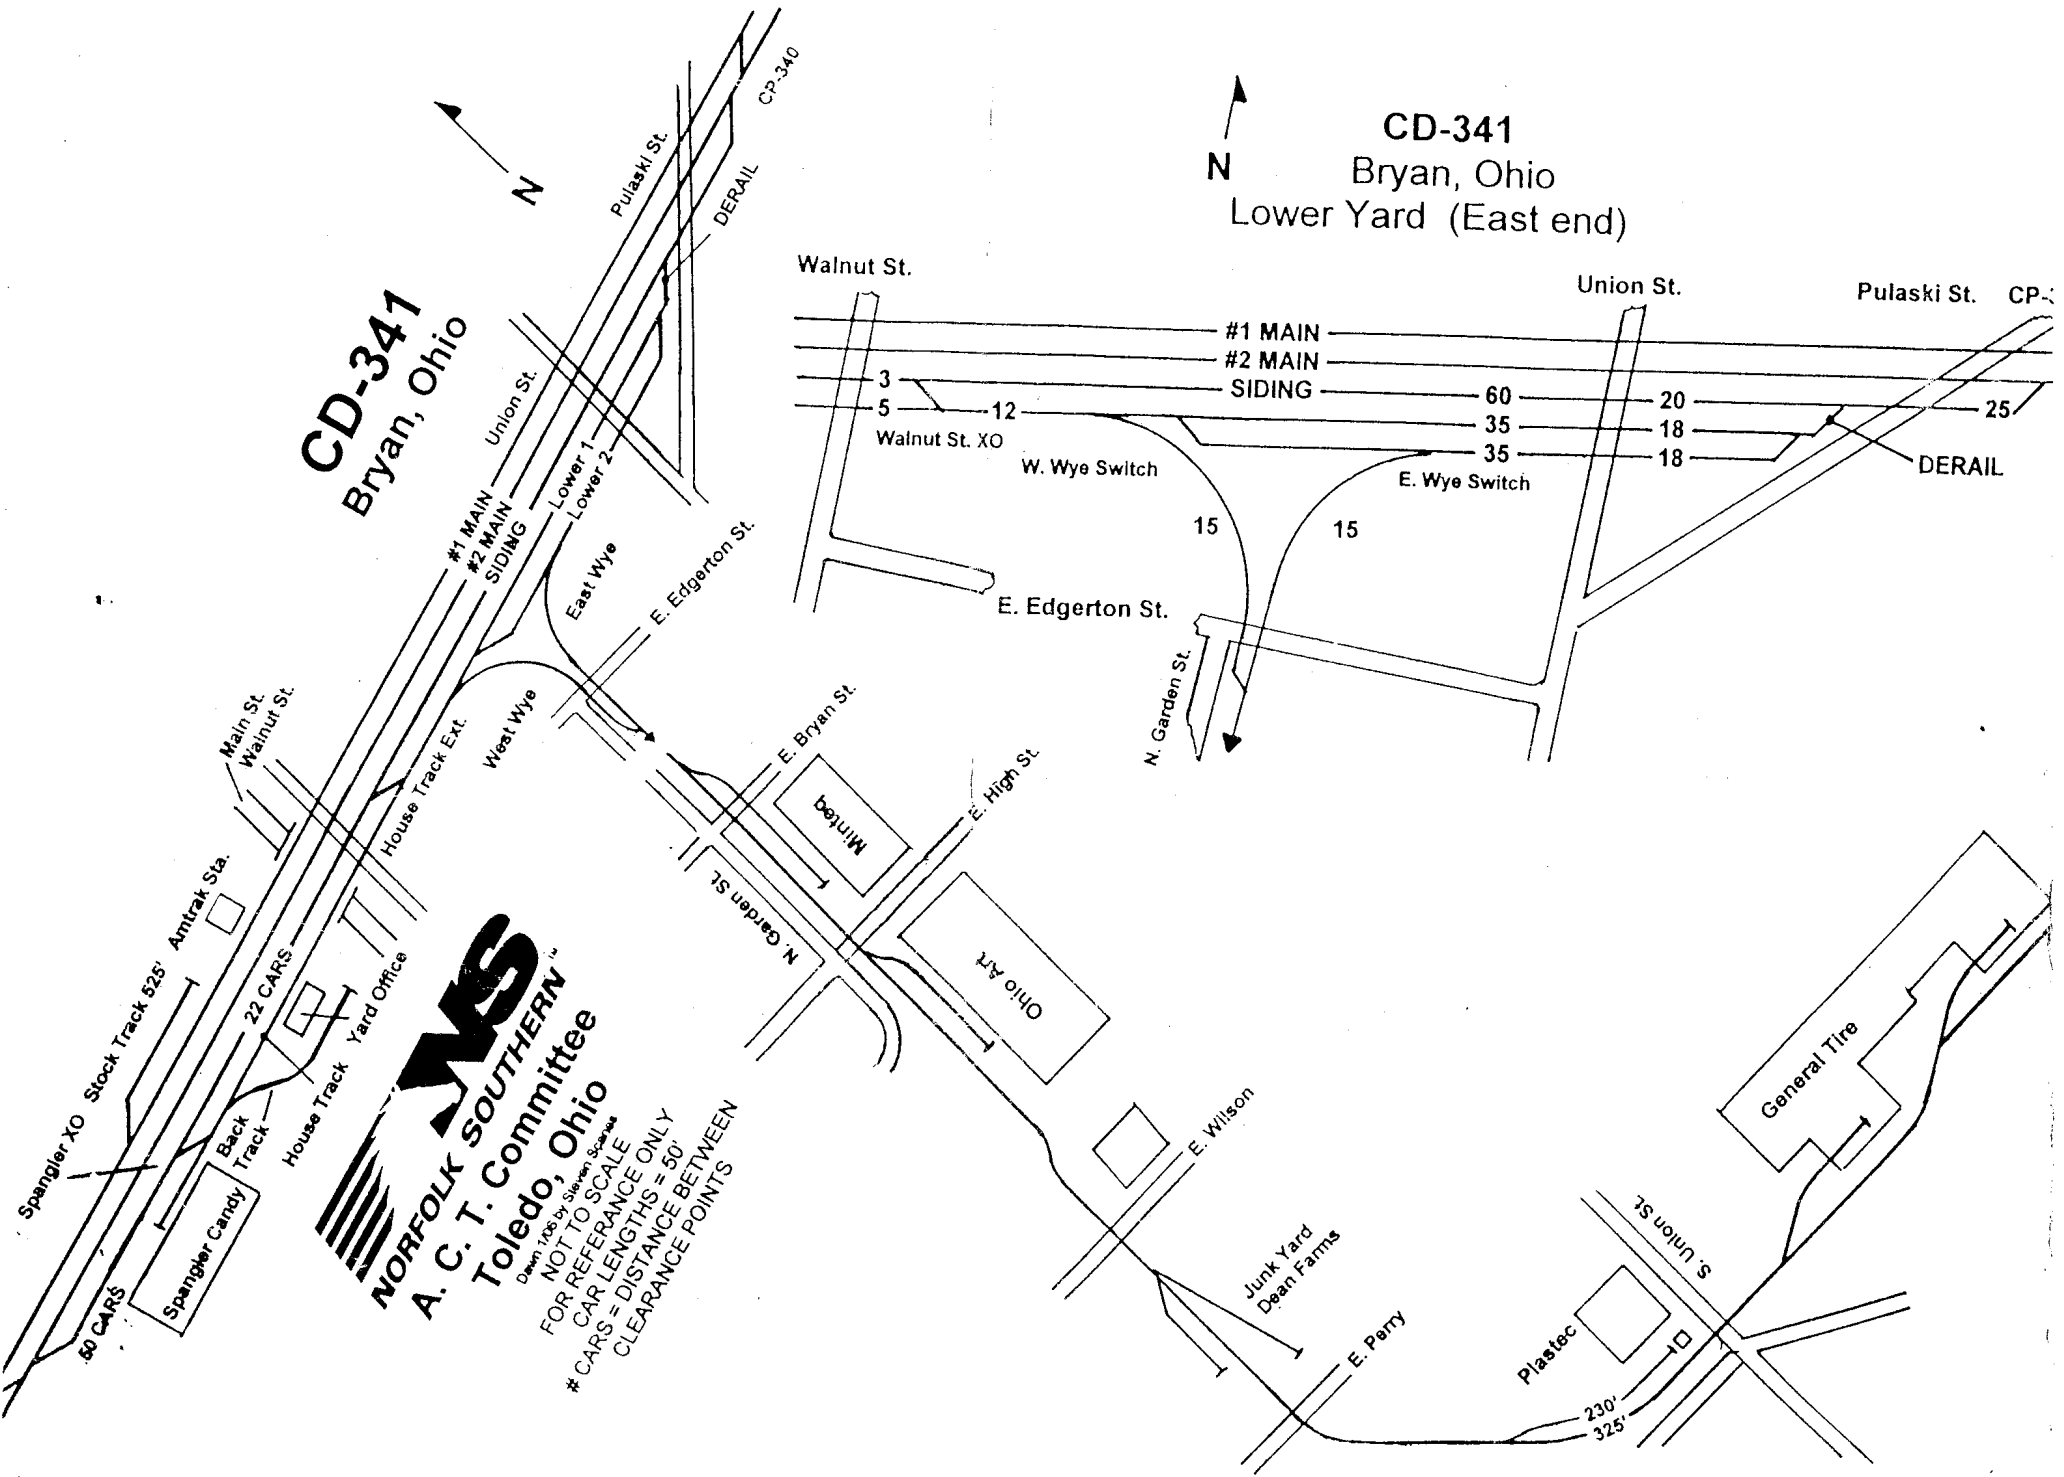 CD-341
Bryan, Ohio
N
CP-340
Pulaski St.
DERAIL
Union St.
#1 MAIN
#2 MAIN
SIDING
Lower 1
Lower 2
East Wye
E. Edgerton St.
Main St.
Walnut St.
House Track Ext.
West Wye
E. Bryan St.
Minteq
E. High St.
N. Garden St.
Ohio Art
Amtrak Sta.
22 CARS
Yard Office
Stock Track 525'
Spangler XO
House Track
Back
Track
Spangler Candy
50 CARS
NS
NORFOLK SOUTHERN
A. C. T. Committee
Toledo, Ohio
NOT TO SCALE
FOR REFERANCE ONLY
CAR LENGTHS = 50'
# CARS = DISTANCE BETWEEN
CLEARANCE POINTS
E. Wilson
Junk Yard
Dean Farms
E. Perry
Plastec
230'
325'
S. Union St.
General Tire
N
CD-341
Bryan, Ohio
Lower Yard (East end)
Walnut St.
Union St.
Pulaski St.
#1 MAIN
#2 MAIN
3
SIDING
60
20
25
5
12
35
18
Walnut St. XO
35
18
DERAIL
W. Wye Switch
E. Wye Switch
15
15
E. Edgerton St.
N. Garden St.